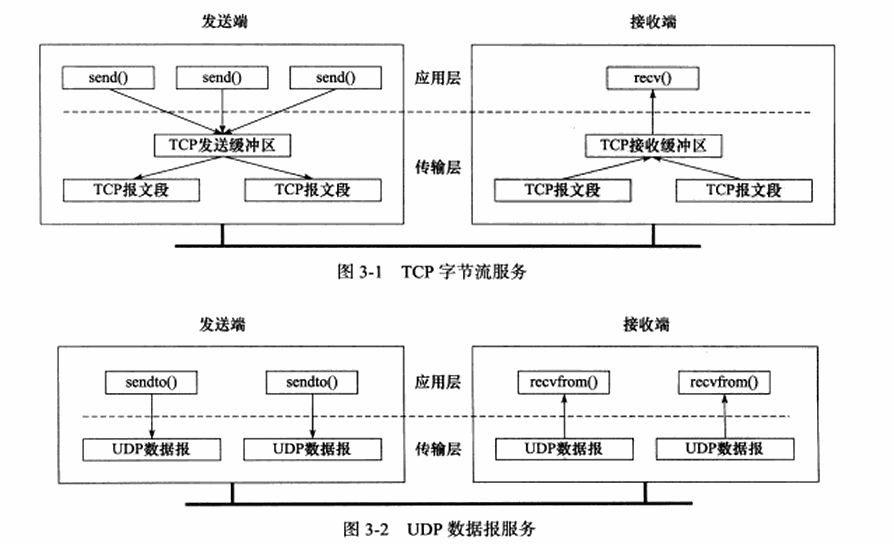 发送端 接收端
send() send() send() 应用层 recv()
TCP发送缓冲区 TCP接收缓冲区
传输层
TCP报文段 TCP报文段 TCP报文段 TCP报文段
图 3-1 TCP 字节流服务
发送端 接收端
sendto() sendto() 应用层 recvfrom() recvfrom()
UDP数据报 UDP数据报 传输层 UDP数据报 UDP数据报
图 3-2 UDP 数据报服务